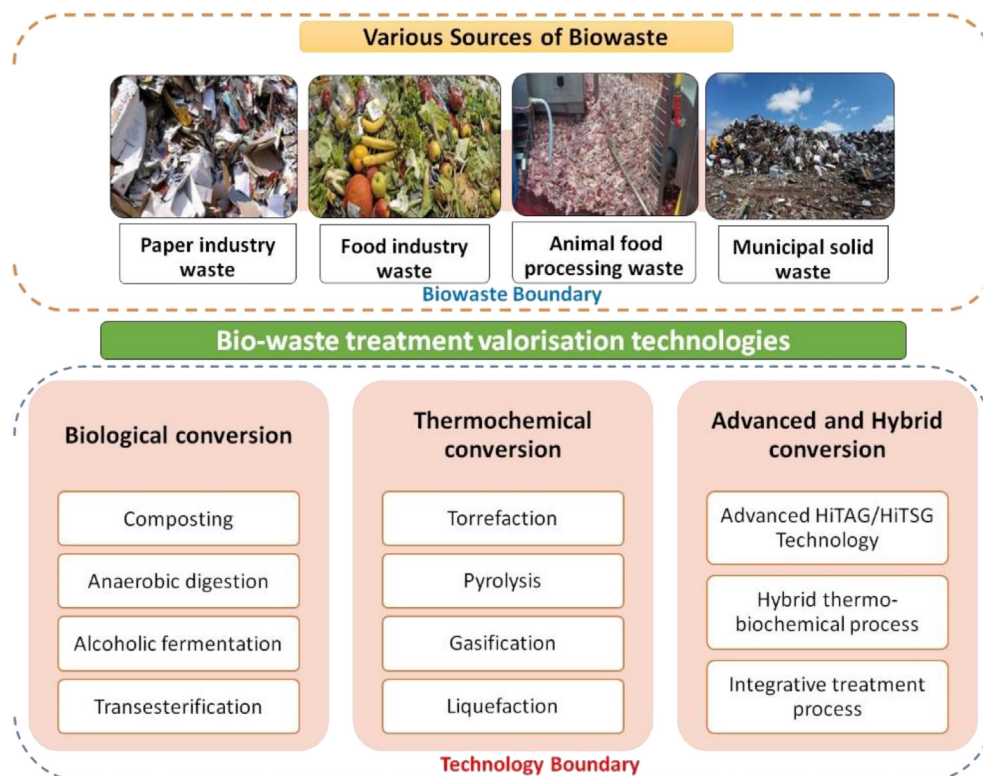 Various Sources of Biowaste
Paper industry
waste
Food industry
waste
Animal food
processing waste
Municipal solid
waste
Biowaste Boundary
Bio-waste treatment valorisation technologies
Biological conversion
Composting
Anaerobic digestion
Alcoholic fermentation
Transesterification
Thermochemical
conversion
Torrefaction
Pyrolysis
Gasification
Liquefaction
Advanced and Hybrid
conversion
Advanced HiTAG/HiTSG
Technology
Hybrid thermo-
biochemical process
Integrative treatment
process
Technology Boundary